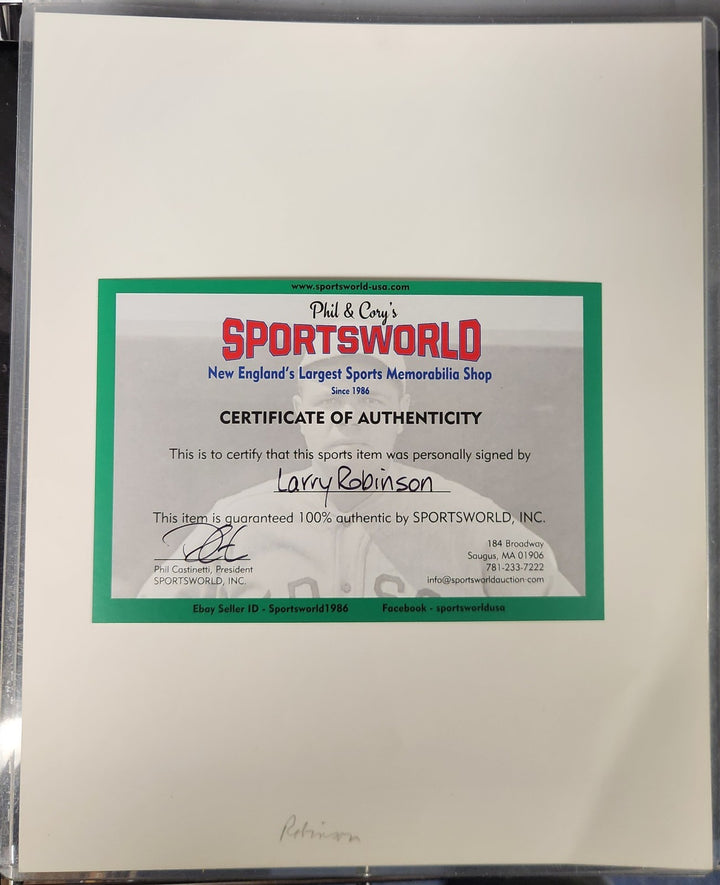 www.sportsworld-usa.com
Phil & Cory's
SPORTSWORLD
New England's Largest Sports Memorabilia Shop
Since 1986
CERTIFICATE OF AUTHENTICITY
This is to certify that this sports item was personally signed by
Larry Robinson
This item is guaranteed 100% authentic by SPORTSWORLD, INC.
Phil Castinetti, President
SPORTSWORLD, INC.
184 Broadway
Saugus, MA 01906
781-233-7222
info@sportsworldauction.com
Ebay Seller ID - Sportsworld1986 Facebook - sportsworldusa
Robinson